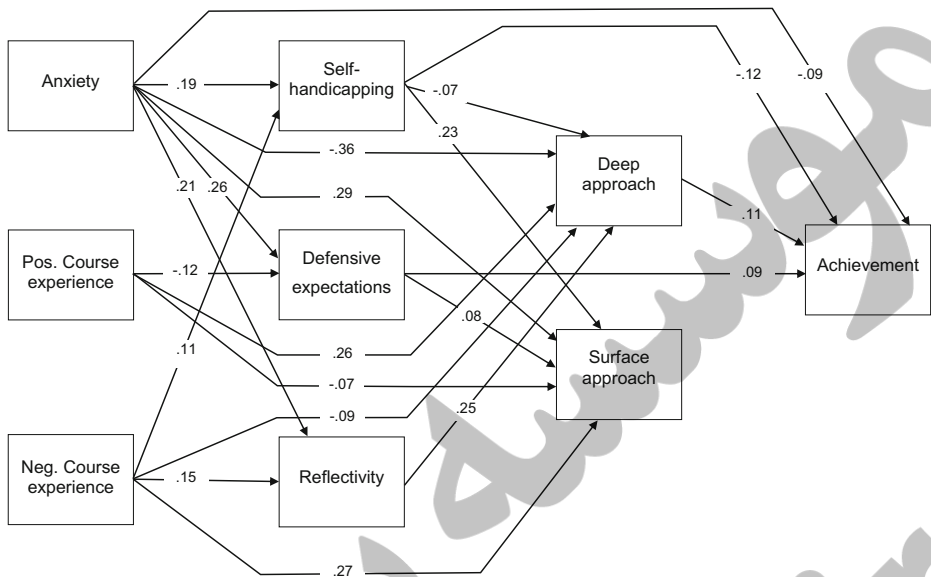 Anxiety
Self-
handicapping
Pos. Course
experience
Defensive
expectations
Neg. Course
experience
Reflectivity
Deep
approach
Surface
approach
Achievement
.19
-.36
.29
.21
.26
-.12
.11
.26
-.07
-.09
.15
.27
-.07
.23
.08
.25
.11
.09
-.12
-.09